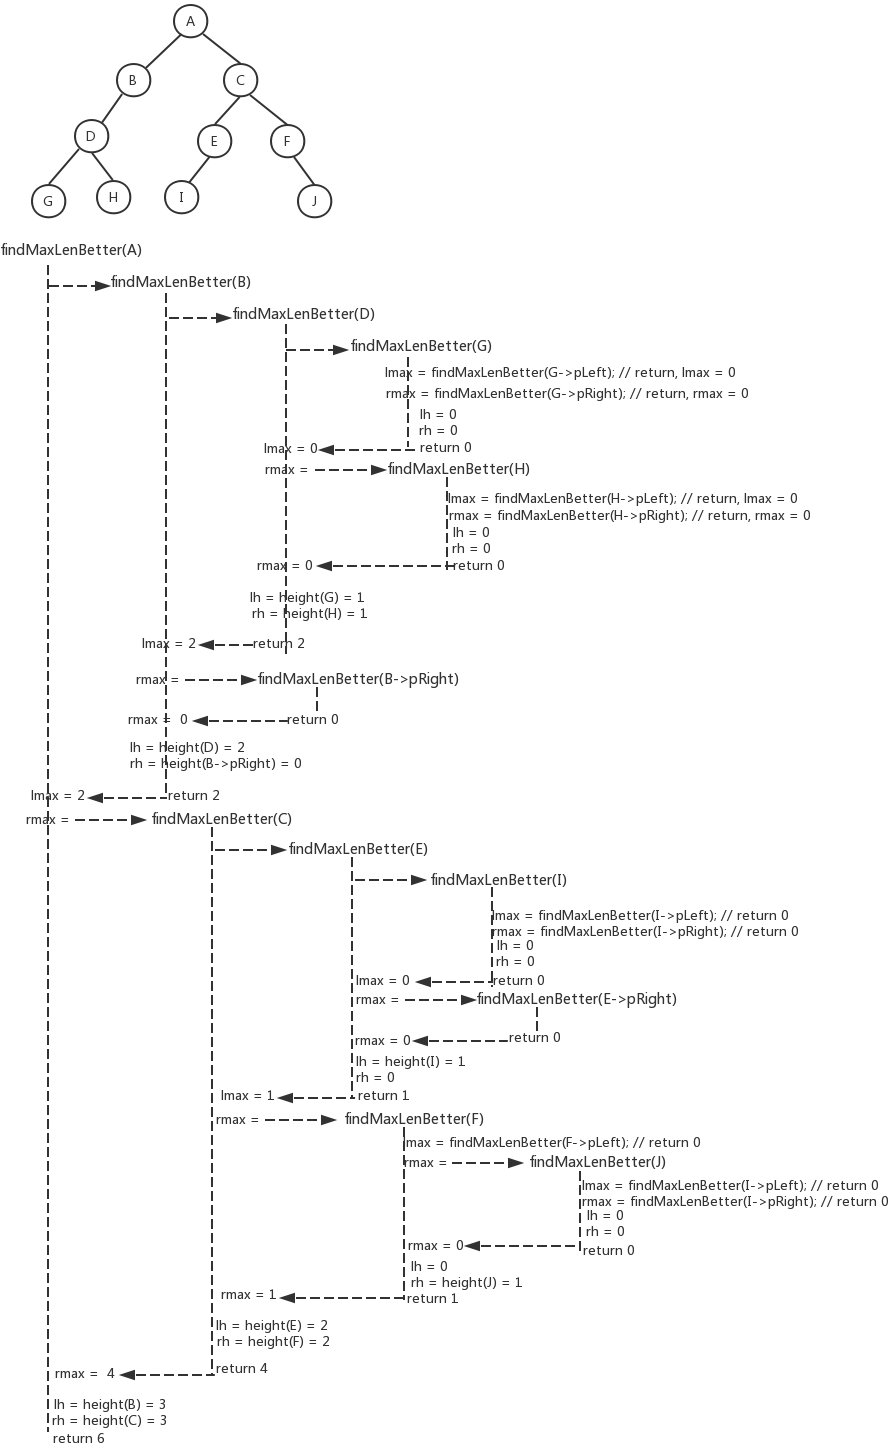 A
B
C
D
E
F
G
H
I
J
findMaxLenBetter(A)
findMaxLenBetter(B)
findMaxLenBetter(D)
findMaxLenBetter(G)
lmax = findMaxLenBetter(G->pLeft); // return, lmax = 0
rmax = findMaxLenBetter(G->pRight); // return, rmax = 0
lh = 0
rh = 0
lmax = 0
return 0
rmax =
findMaxLenBetter(H)
lmax = findMaxLenBetter(H->pLeft); // return, lmax = 0
rmax = findMaxLenBetter(H->pRight); // return, rmax = 0
lh = 0
rh = 0
rmax = 0
return 0
lh = height(G) = 1
rh = height(H) = 1
lmax = 2
return 2
rmax =
findMaxLenBetter(B->pRight)
rmax = 0
return 0
lh = height(D) = 2
rh = height(B->pRight) = 0
lmax = 2
return 2
rmax =
findMaxLenBetter(C)
findMaxLenBetter(E)
findMaxLenBetter(I)
lmax = findMaxLenBetter(I->pLeft); // return 0
rmax = findMaxLenBetter(I->pRight); // return 0
lh = 0
rh = 0
lmax = 0
return 0
rmax =
findMaxLenBetter(E->pRight)
rmax = 0
return 0
lh = height(I) = 1
rh = 0
lmax = 1
return 1
rmax =
findMaxLenBetter(F)
lmax = findMaxLenBetter(F->pLeft); // return 0
rmax =
findMaxLenBetter(J)
lmax = findMaxLenBetter(I->pLeft); // return 0
rmax = findMaxLenBetter(I->pRight); // return 0
lh = 0
rh = 0
rmax = 0
return 0
lh = 0
rh = height(J) = 1
rmax = 1
return 1
lh = height(E) = 2
rh = height(F) = 2
rmax = 4
return 4
lh = height(B) = 3
rh = height(C) = 3
return 6